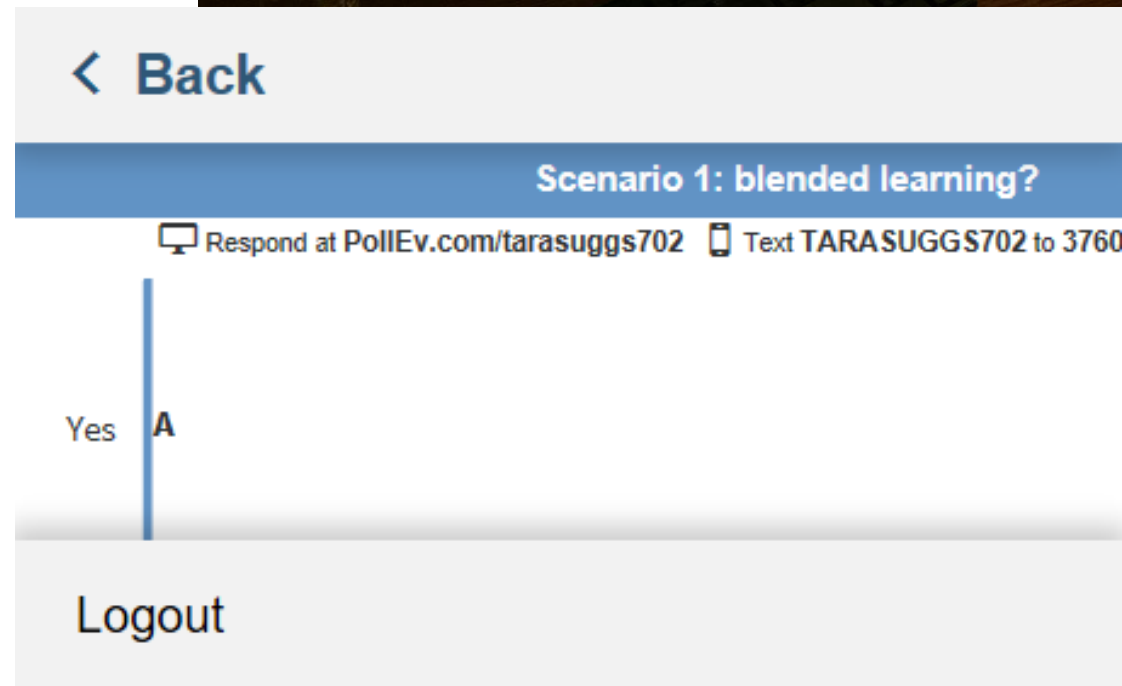 < Back
Scenario 1: blended learning?
Respond at PollEv.com/tarasuggs702 Text TARASUGGS702 to 3760
Yes A
Logout